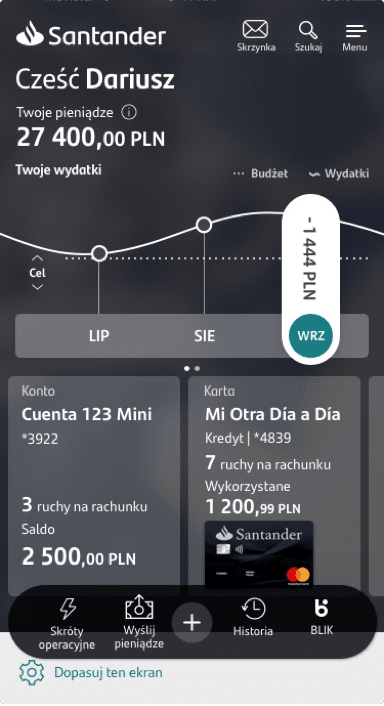 Santander
Skrzynka
Szukaj
Menu
Cześć Dariusz
Twoje pieniądze
27 400,00 PLN
Twoje wydatki
Budżet
Wydatki
-1 444 PLN
Cel
LIP
SIE
WRZ
Konto
Cuenta 123 Mini
*3922
3 ruchy na rachunku
Saldo
2 500,00 PLN
Karta
Mi Otra Día a Día
Kredyt | *4839
7 ruchy na rachunku
Wykorzystane
1 200,99 PLN
Santander
Skróty
operacyjne
Wyślij
pieniądze
Historia
BLIK
Dopasuj ten ekran